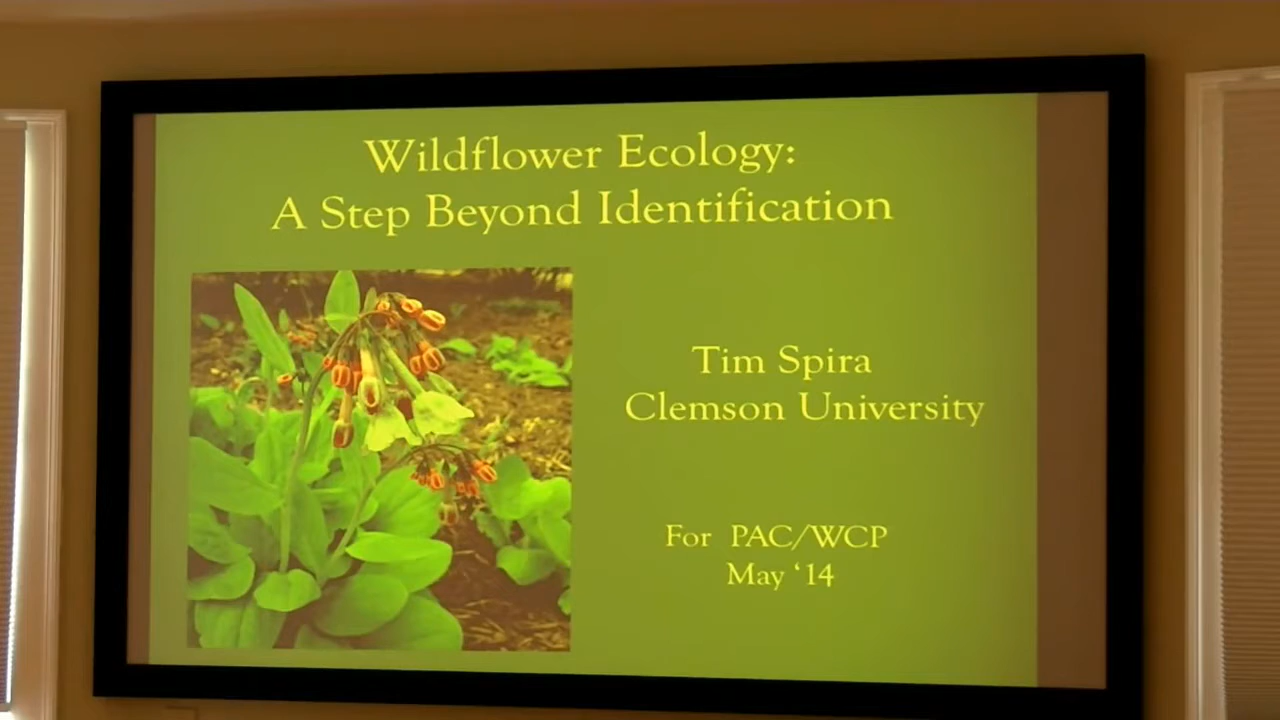 Wildflower Ecology:
A Step Beyond Identification
Tim Spira
Clemson University
For PAC/WCP
May ‘14